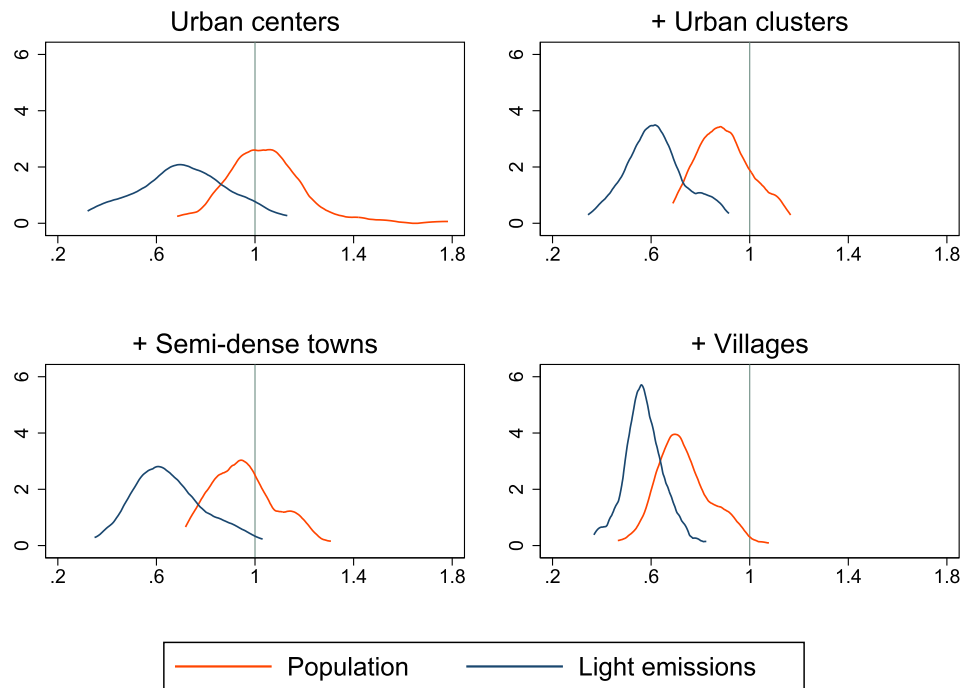 Urban centers
6
4
2
0
.2 .6 1 1.4 1.8
+ Urban clusters
6
4
2
0
.2 .6 1 1.4 1.8
+ Semi-dense towns
6
4
2
0
.2 .6 1 1.4 1.8
+ Villages
6
4
2
0
.2 .6 1 1.4 1.8
Population Light emissions